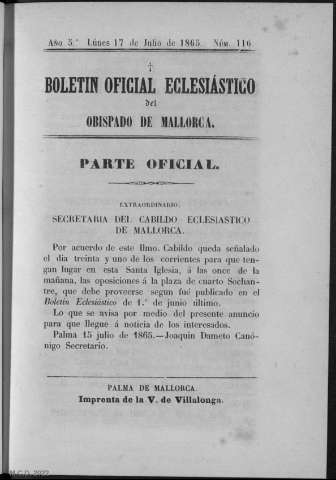 Año 5.º Lúnes 17 de Julio de 1865. Núm. 116
†
BOLETIN OFICIAL ECLESIÁSTICO
del
OBISPADO DE MALLORCA.
PARTE OFICIAL.
EXTRAORDINARIO.
SECRETARIA DEL CABILDO ECLESIASTICO
DE MALLORCA.
Por acuerdo de este Ilmo. Cabildo queda señalado
el dia treinta y uno de los corrientes para que ten-
gan lugar en esta Santa Iglesia, á las once de la
mañana, las oposiciones á la plaza de cuarto Sochan-
tre, que debe proveerse segun fué publicado en el
Boletin Eclesiástico de 1.º de junio último.
Lo que se avisa por medio del presente anuncio
para que llegue á noticia de los interesados.
Palma 15 julio de 1865.—Joaquin Dameto Canó-
nigo Secretario.
PALMA DE MALLORCA.
Imprenta de la V. de Villalonga.
M.C.D. 2022